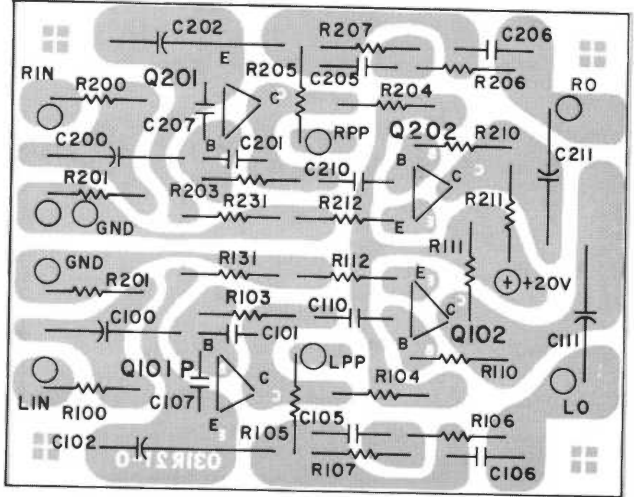 C202
E
R207
C206
RIN
Q201
R205
C205
R206
RO
R200
C
R204
C207
RPP
Q202
R210
C200
B
C201
C211
R201
C210
B
C
R203
R211
GND
R231
R212
E
GND
R131
R112
R111
E
+
+20V
R201
R103
C110
C
C100
B
C101
B
Q102
C111
Q101 P
LPP
R110
C
LIN
R104
LO
R100
C107
E
C105
R106
C102
R105
R107
C106
031R21-0
C
C
E
E
C
E